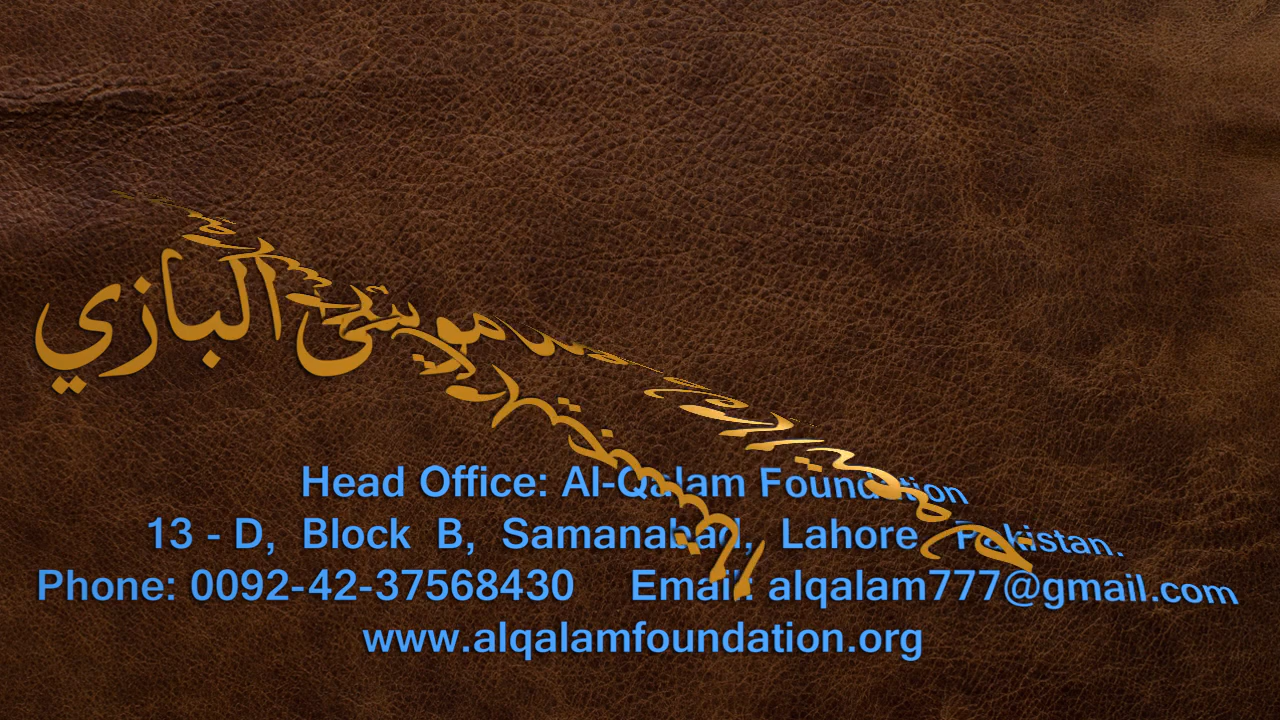 موسى البازي
Head Office: Al-Qalam Foundation
13 - D, Block B, Samanabad, Lahore, Pakistan.
Phone: 0092-42-37568430 Email: alqalam777@gmail.com
www.alqalamfoundation.org